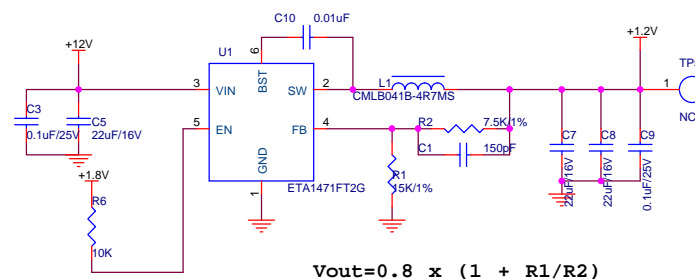 C10
0.01uF
+1.2V
+12V
U1
TP5
6
BST
L1
3
VIN
SW
2
1
CMLB041B-4R7MS
NC
C3
C5
0.1uF/25V
22uF/16V
5
EN
FB
4
R2
7.5K/1%
C1
150pF
C7
C8
C9
22uF/16V
22uF/16V
0.1uF/25V
GND
R1
15K/1%
+1.8V
1
ETA1471FT2G
R6
10K
Vout=0.8 x (1 + R1/R2)